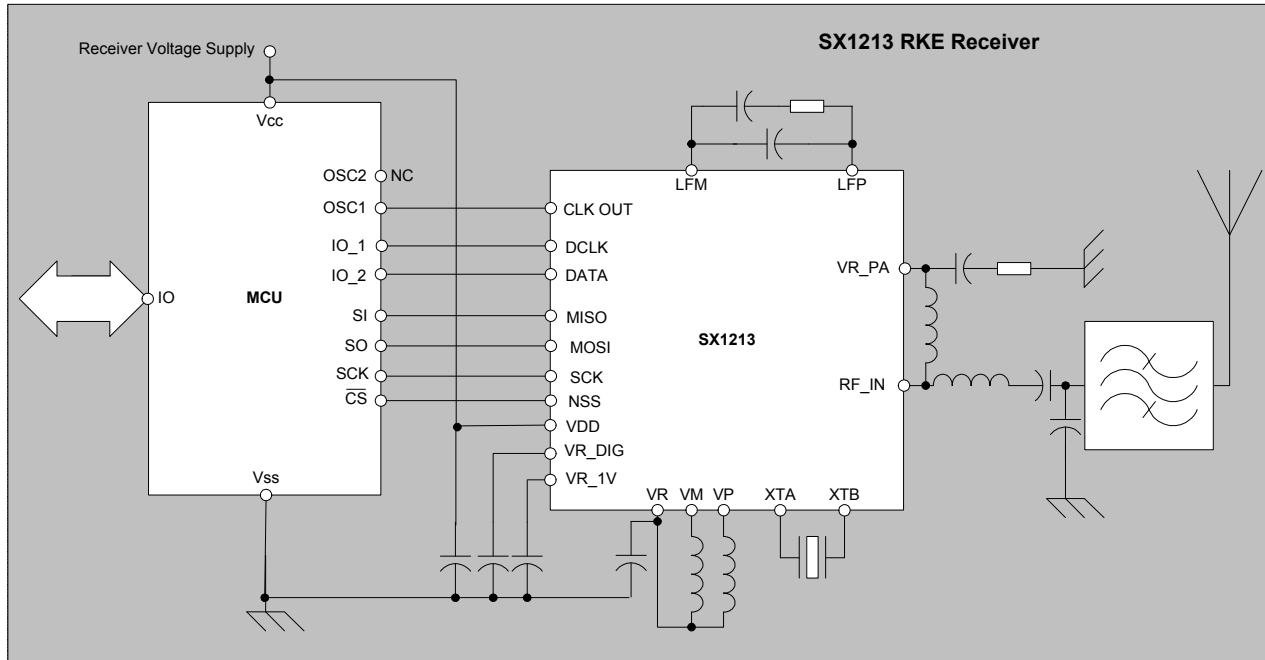 SX1213 RKE Receiver
Receiver Voltage Supply
Vcc
OSC2 NC
OSC1
IO_1
IO_2
IO
MCU
SI
SO
SCK
CS
Vss
LFM
LFP
CLK OUT
DCLK
DATA
VR_PA
MISO
SX1213
MOSI
SCK
RF_IN
NSS
VDD
VR_DIG
VR_1V
VR
VM
VP
XTA
XTB